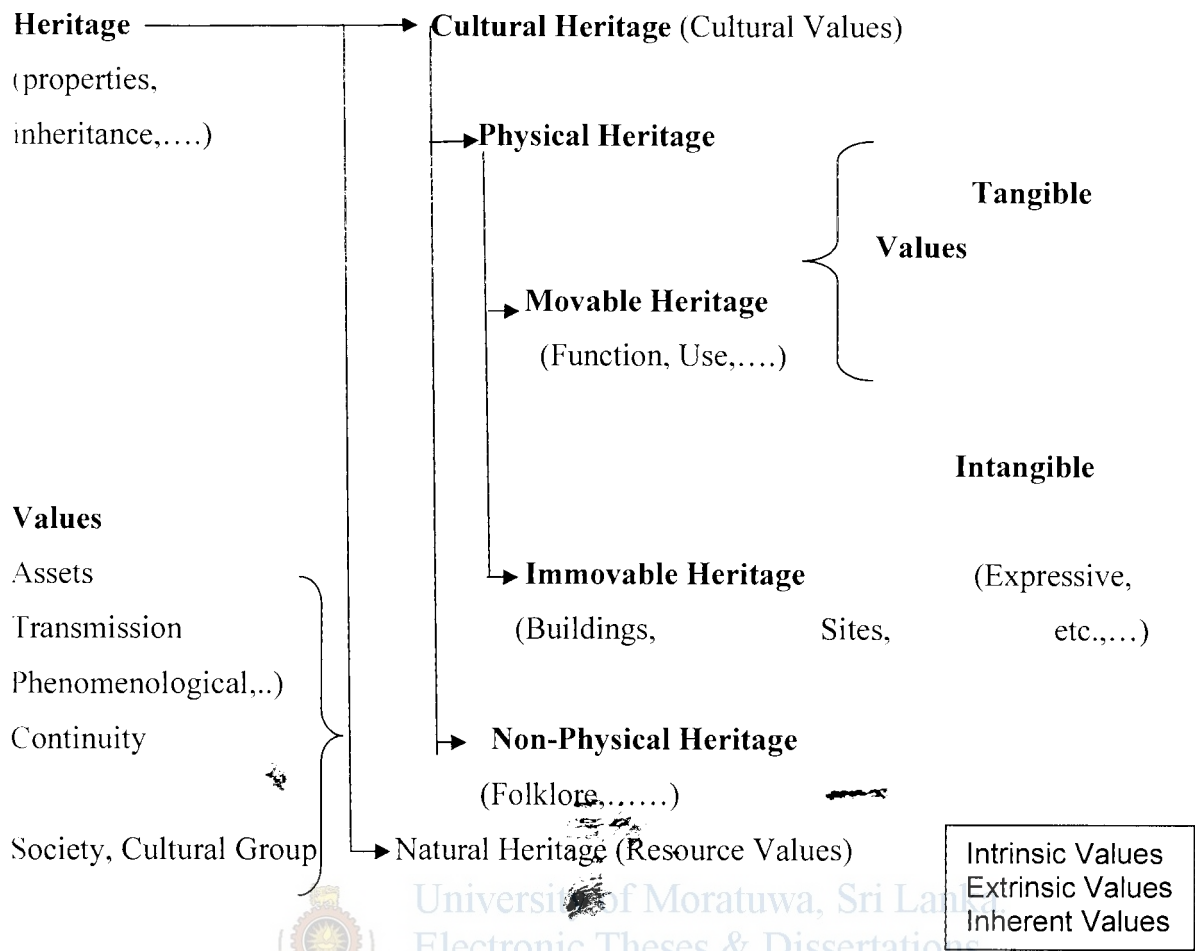 Heritage Cultural Heritage (Cultural Values)
(properties,
inheritance,....)
Physical Heritage
Tangible
Values
Movable Heritage
(Function, Use,....)
Intangible
Values
Assets
Immovable Heritage (Expressive,
Transmission
(Buildings, Sites, etc.,...)
Phenomenological,..)
Continuity
Non-Physical Heritage
(Folklore,......)
Society, Cultural Group
Natural Heritage (Resource Values)
Intrinsic Values
Extrinsic Values
Inherent Values
University of Moratuwa, Sri Lanka.
Electronic Theses & Dissertations